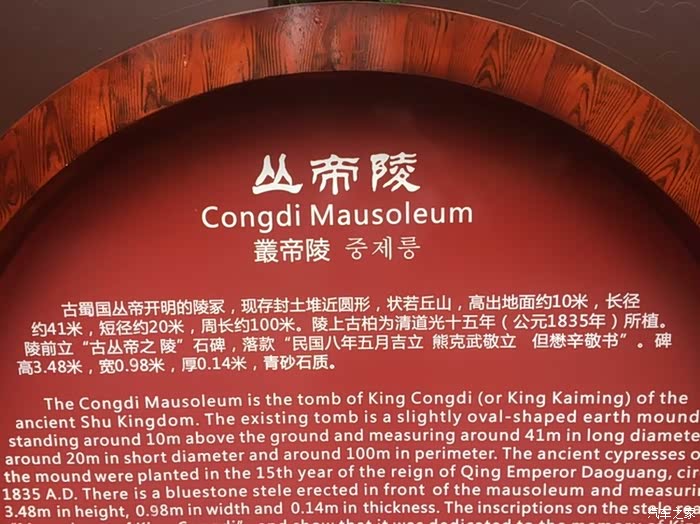 丛帝陵
Congdi Mausoleum
叢帝陵 중제릉
古蜀国丛帝开明的陵冢，现存封土堆近圆形，状若丘山，高出地面约10米，长径
约41米，短径约20米，周长约100米。陵上古柏为清道光十五年（公元1835年）所植。
陵前立“古丛帝之 陵”石碑，落款“民国八年五月吉立 熊克武敬立 但懋辛敬书”。碑
高3.48米，宽0.98米，厚0.14米，青砂石质。
The Congdi Mausoleum is the tomb of King Congdi (or King Kaiming) of the
ancient Shu Kingdom. The existing tomb is a slightly oval-shaped earth mound
standing around 10m above the ground and measuring around 41m in long diamete
around 20m in short diameter and around 100m in perimeter. The ancient cypresses o
the mound were planted in the 15th year of the reign of Qing Emperor Daoguang, cir
1835 A.D. There is a bluestone stele erected in front of the mausoleum and measuri
3.48m in height, 0.98m in width and 0.14m in thickness. The inscriptions of the stele
汽车之家